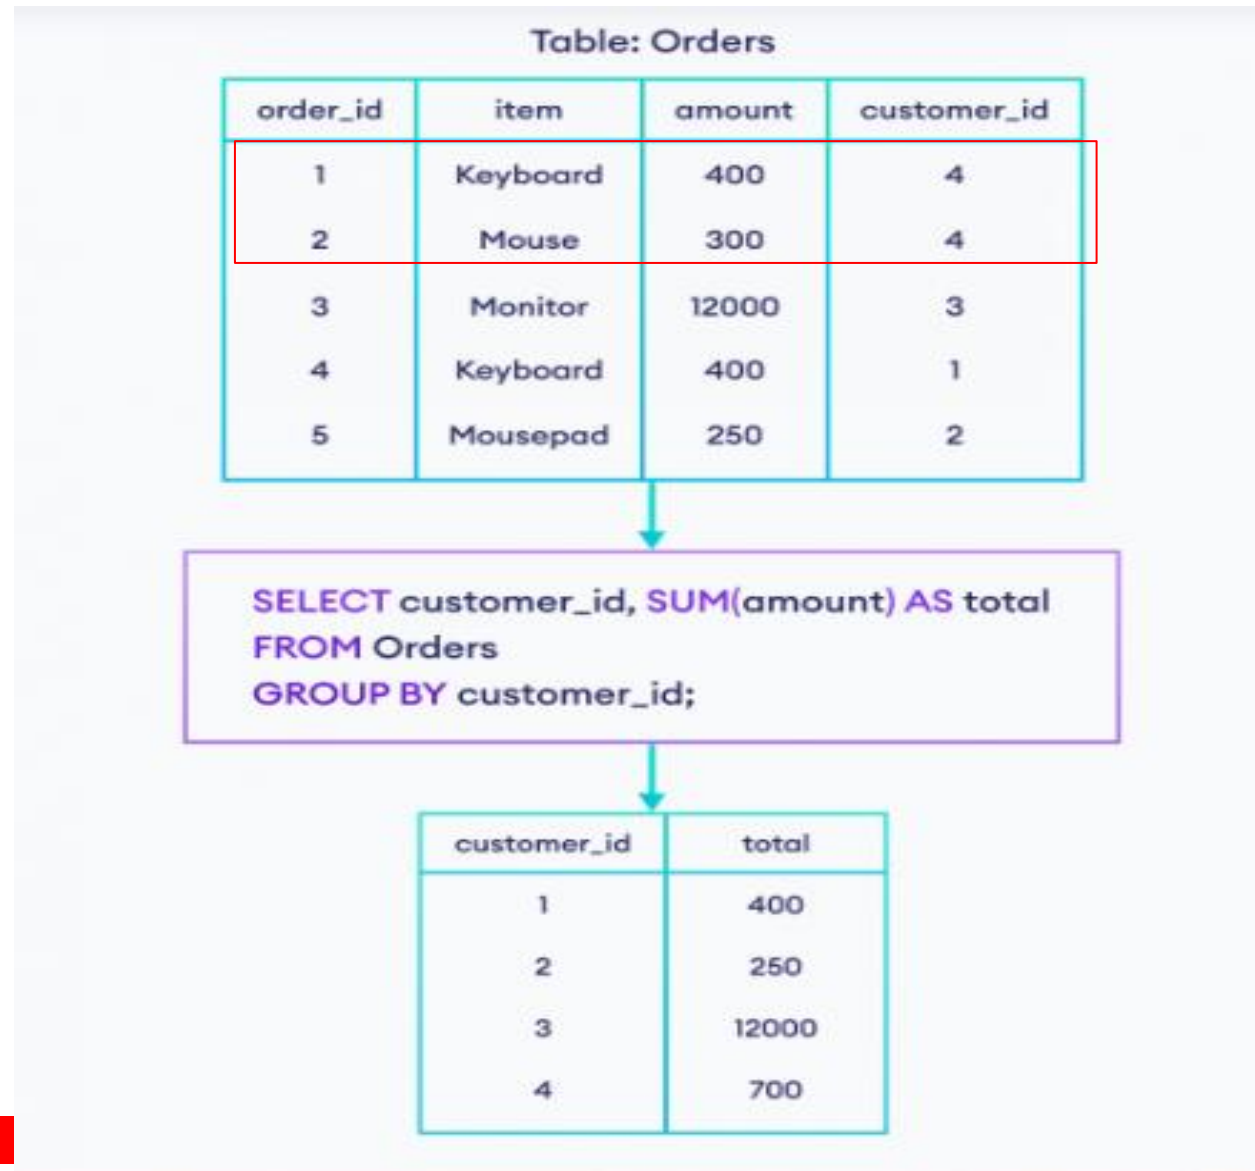 Table: Orders
order_id item amount customer_id
1 Keyboard 400 4
2 Mouse 300 4
3 Monitor 12000 3
4 Keyboard 400 1
5 Mousepad 250 2
SELECT customer_id, SUM(amount) AS total
FROM Orders
GROUP BY customer_id;
customer_id total
1 400
2 250
3 12000
4 700